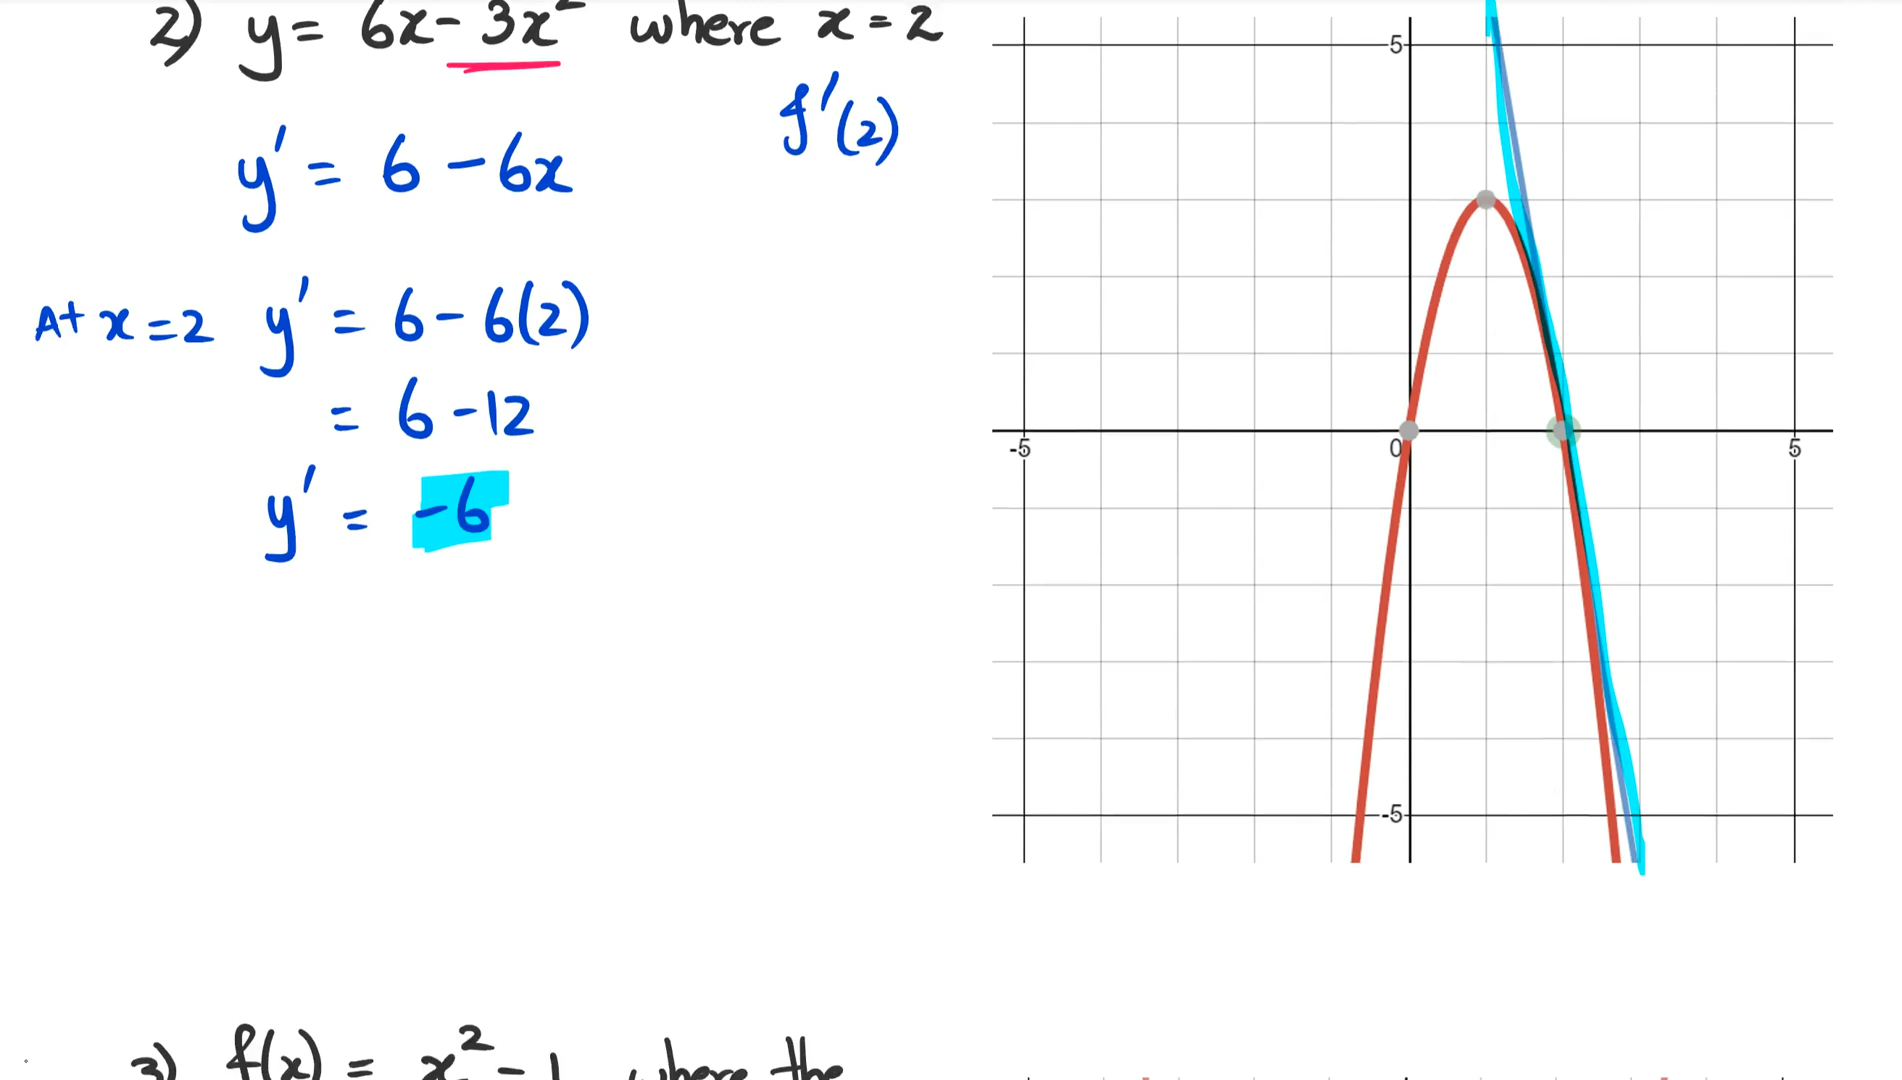 2) y = 6x - 3x² where x = 2
f'(2)
y' = 6 - 6x
At x = 2 y' = 6 - 6(2)
= 6 - 12
y' = -6
5
-5
0
5
-5
3) f(x) = x² - 1 where the